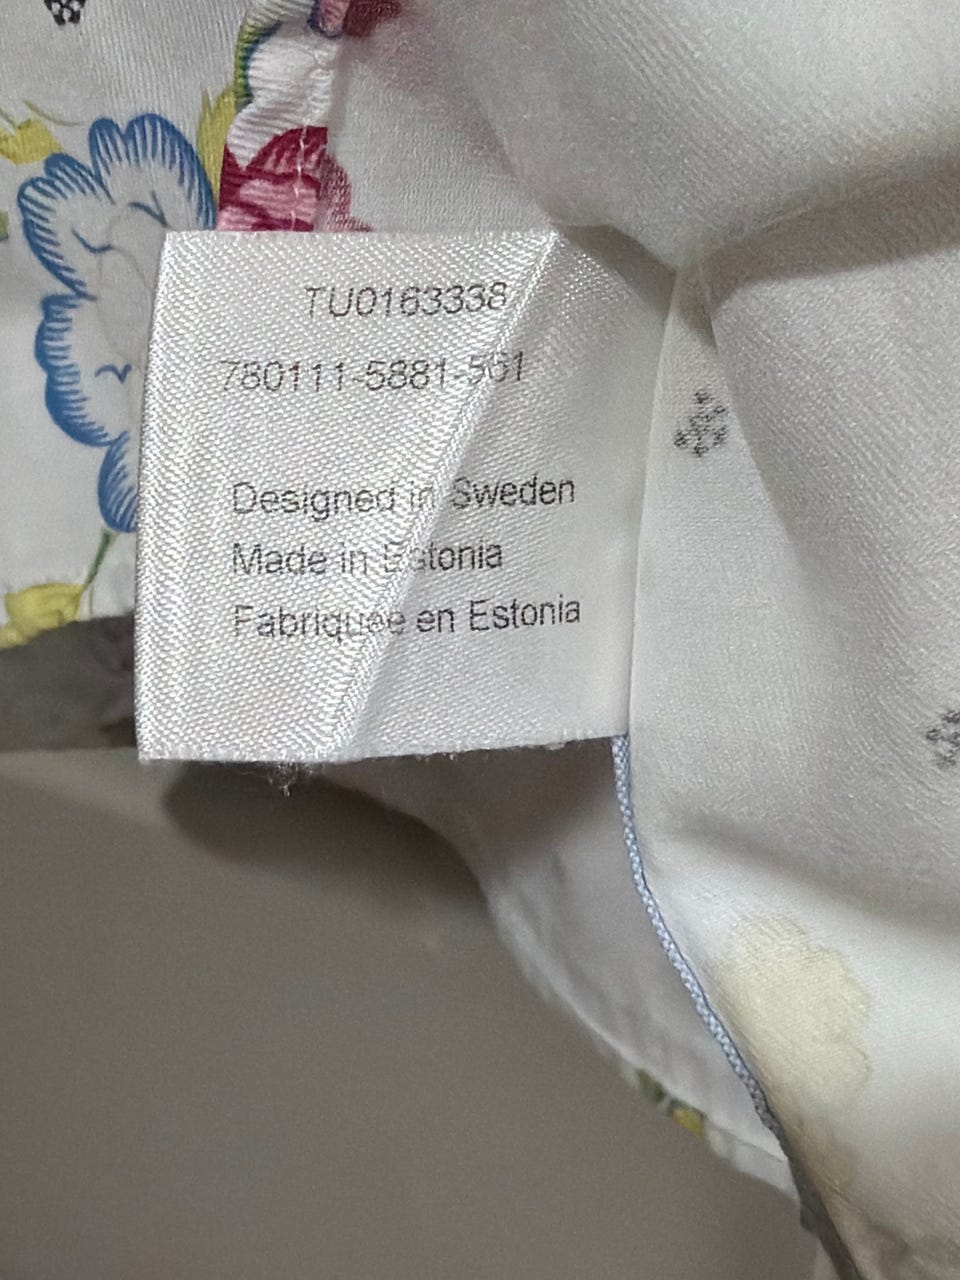 TU0163338
780111-5881-561
Designed in Sweden
Made in Estonia
Fabriquée en Estonia